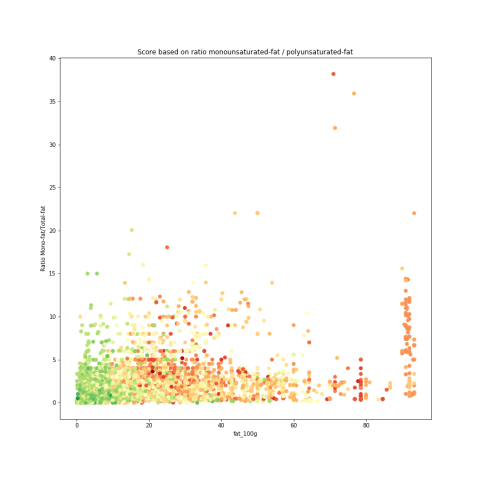 Score based on ratio monounsaturated-fat / polyunsaturated-fat
40
35
30
25
20
15
10
5
0
Ratio Mono-fat/Total-fat
0 20 40 60 80
fat_100g